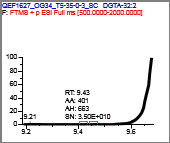 QEF1627_OG34_T5-35-0-3_SC DGTA-32:2
F: FTMS + p ESI Full ms [500.0000-2000.0000]
100
80
60
40
20
0
RT: 9.43
AA: 401
AH: 663
SN: 3.50E+010
9.21
9.2
9.4
9.6